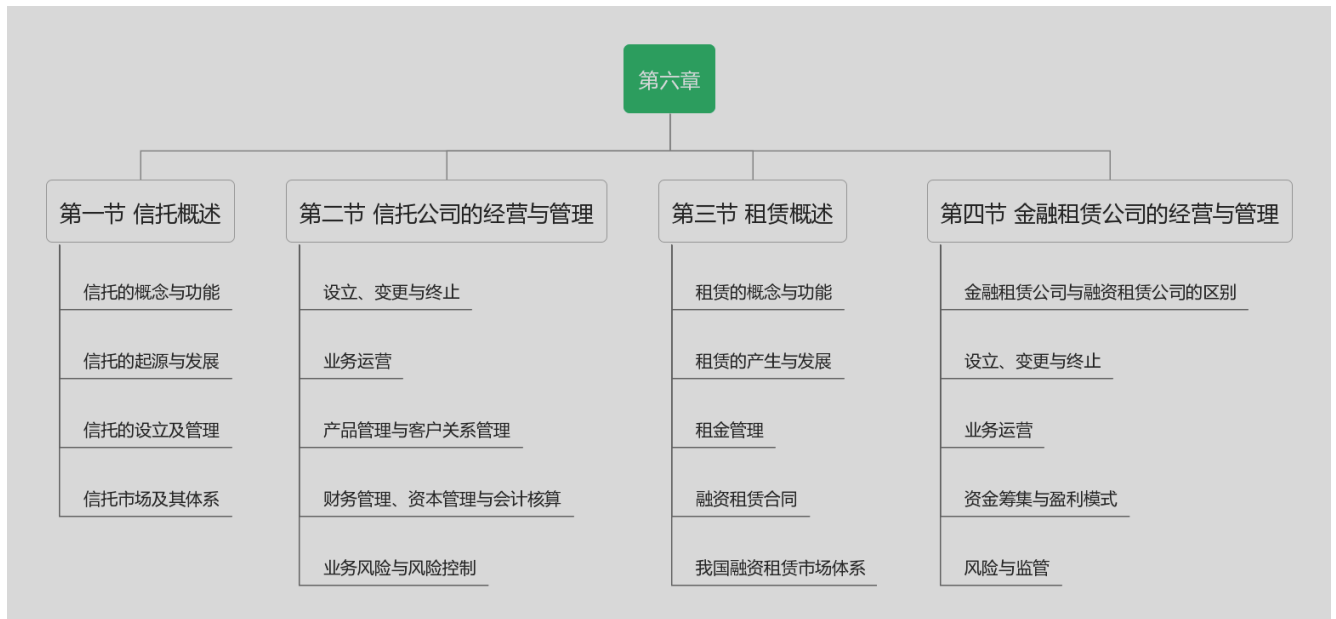 第六章
第一节 信托概述
信托的概念与功能
信托的起源与发展
信托的设立及管理
信托市场及其体系
第二节 信托公司的经营与管理
设立、变更与终止
业务运营
产品管理与客户关系管理
财务管理、资本管理与会计核算
业务风险与风险控制
第三节 租赁概述
租赁的概念与功能
租赁的产生与发展
租金管理
融资租赁合同
我国融资租赁市场体系
第四节 金融租赁公司的经营与管理
金融租赁公司与融资租赁公司的区别
设立、变更与终止
业务运营
资金筹集与盈利模式
风险与监管